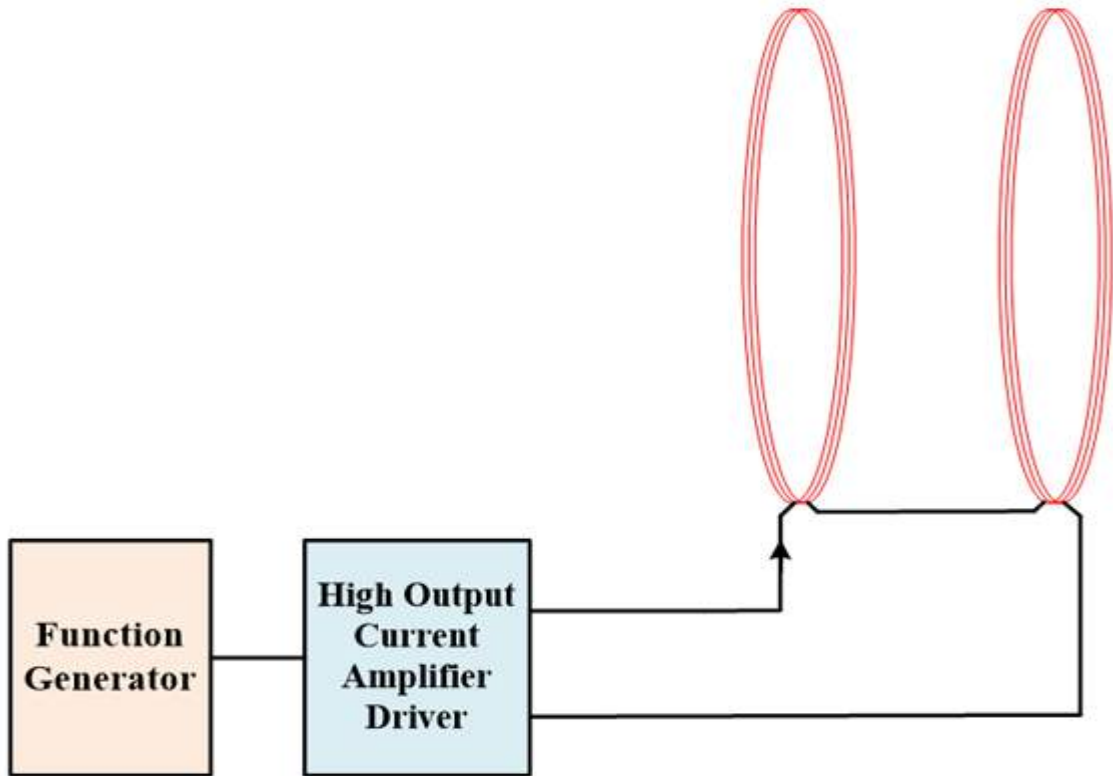 Function
Generator
High Output
Current
Amplifier
Driver